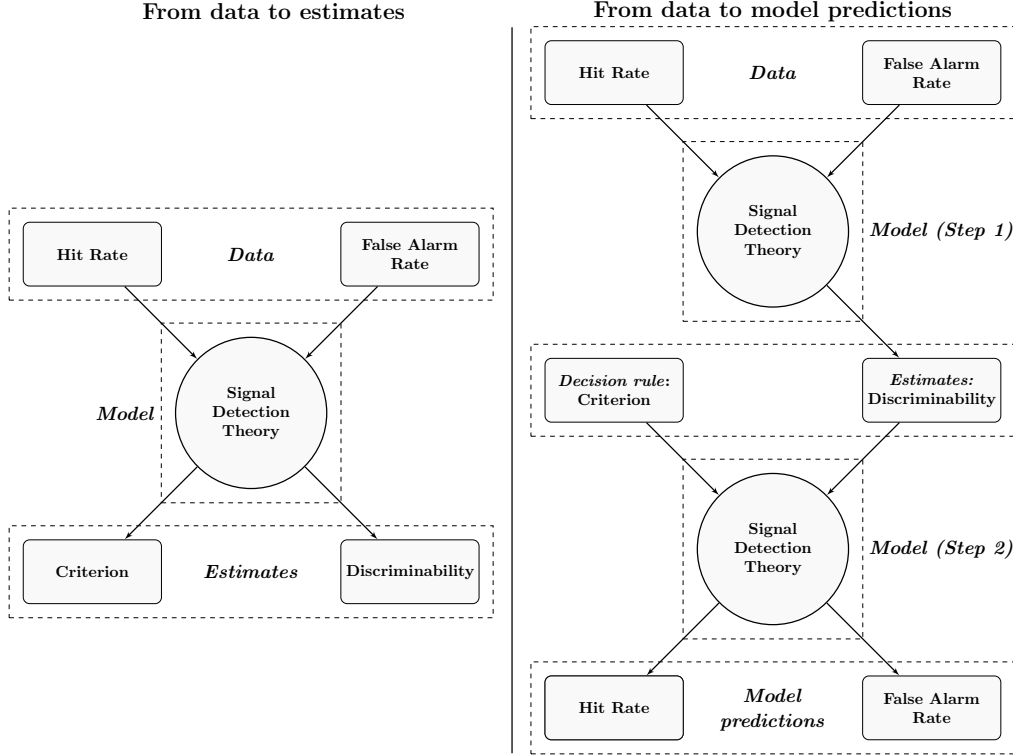 From data to estimates
Hit Rate
Data
False Alarm
Rate
Model
Signal
Detection
Theory
Criterion
Estimates
Discriminability
From data to model predictions
Hit Rate
Data
False Alarm
Rate
Signal
Detection
Theory
Model (Step 1)
Decision rule:
Criterion
Estimates:
Discriminability
Signal
Detection
Theory
Model (Step 2)
Hit Rate
Model
predictions
False Alarm
Rate